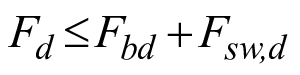 F_d ≤ F_bd + F_sw,d